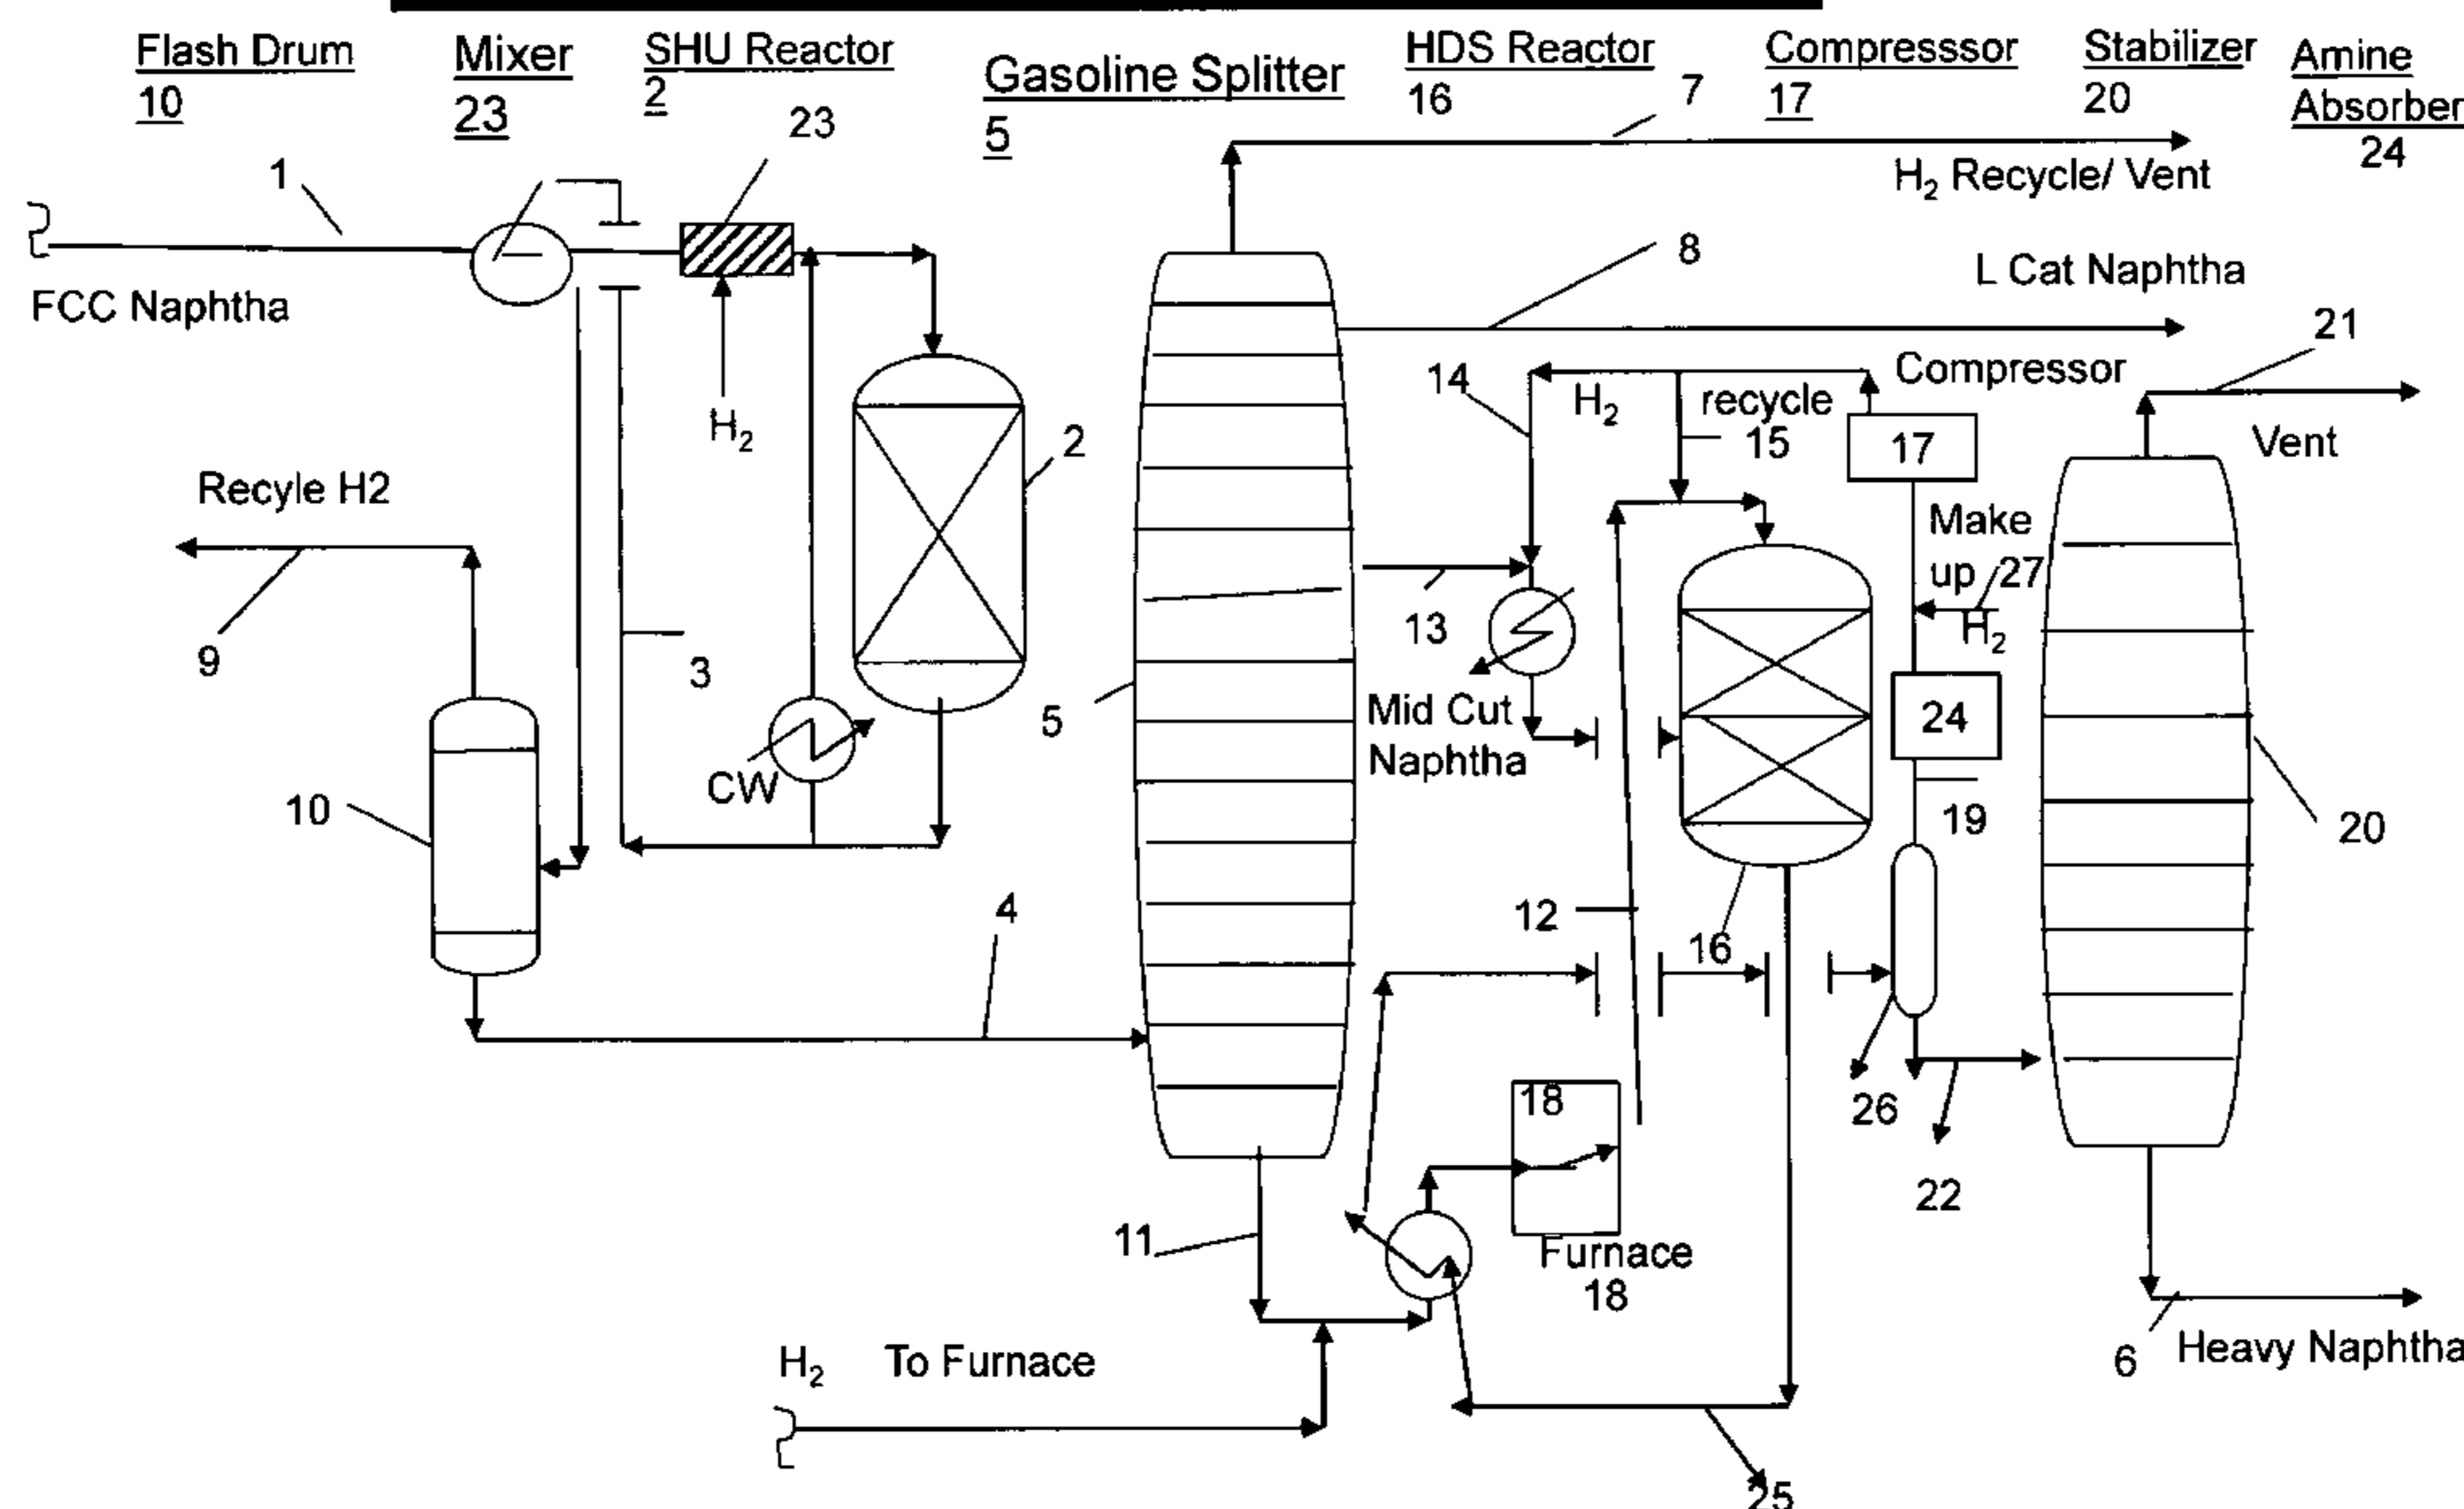 Flash Drum
10
Mixer
23
SHU Reactor
2
23
Gasoline Splitter
5
HDS Reactor
16
7
Compresssor
17
Stabilizer
20
Amine
Absorber
24
1
H2 Recycle/ Vent
FCC Naphtha
8
L Cat Naphtha
21
14
H2
recycle
15
Compressor
17
Vent
H2
2
Recyle H2
Make
up 27
H2
9
3
13
5
Mid Cut
Naphtha
24
CW
10
19
20
4
12
16
18
26
22
11
Furnace
18
H2 To Furnace
6
Heavy Naphtha
25